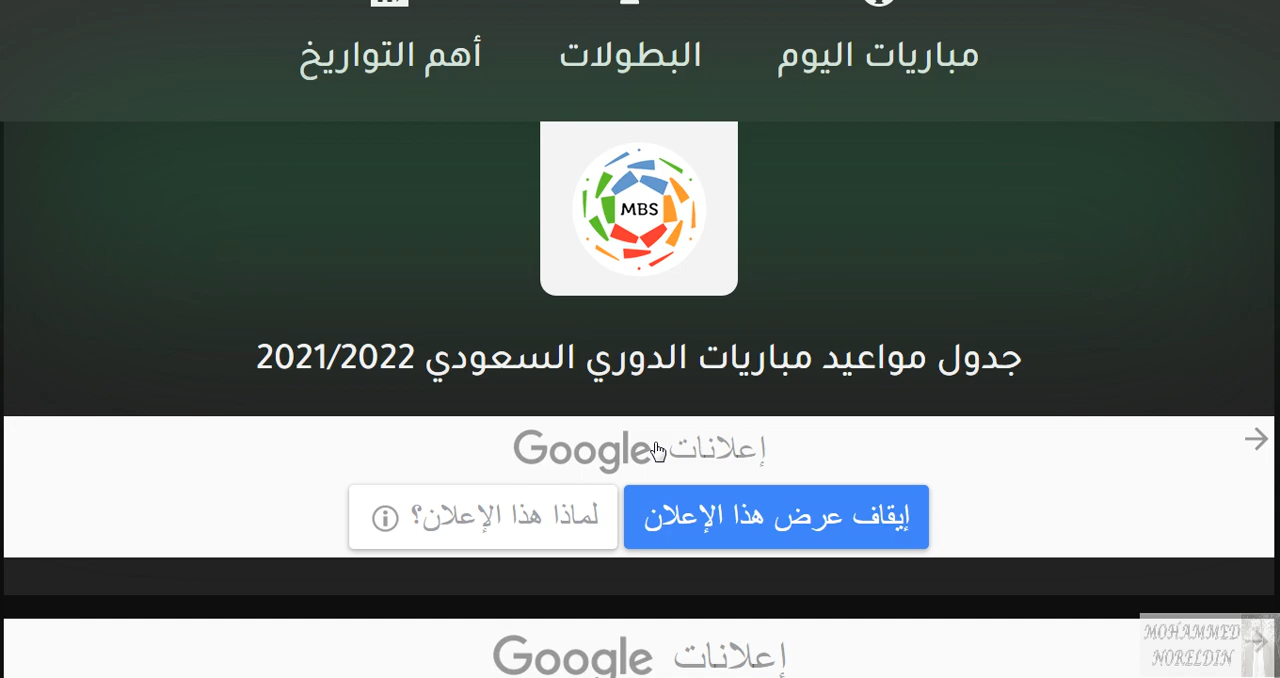 مباريات اليوم البطولات أهم التواريخ
MBS
جدول مواعيد مباريات الدوري السعودي 2021/2022
إعلانات Google
إيقاف عرض هذا الإعلان لماذا هذا الإعلان؟
إعلانات Google
MOHAMMED
NORELDIN